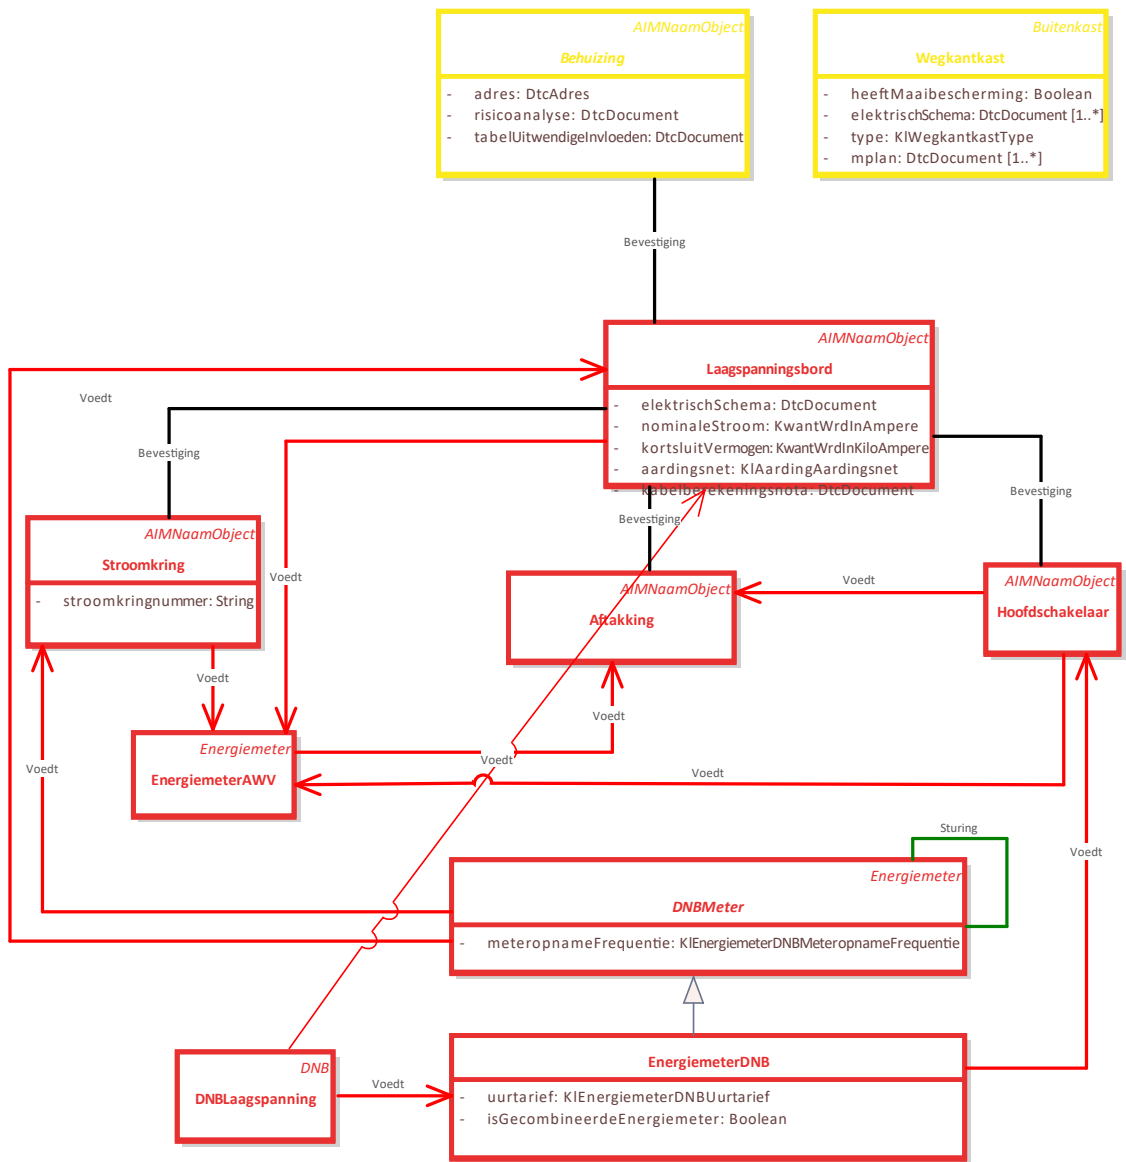 AIMNaamObject
Behuizing
- adres: DtcAdres
- risicoanalyse: DtcDocument
- tabelUitwendigeInvloeden: DtcDocument
Buitenkast
Wegkantkast
- heeftMaaibescherming: Boolean
- elektrischSchema: DtcDocument [1..*]
- type: KlWegkantkastType
- mplan: DtcDocument [1..*]
Bevestiging
AIMNaamObject
Laagspanningsbord
- elektrischSchema: DtcDocument
- nominaleStroom: KwantWrdInAmpere
- kortsluitVermogen: KwantWrdInKiloAmpere
- aardingsnet: KlAardingAardingsnet
- kabelberekeningsnota: DtcDocument
Voedt
Bevestiging
Bevestiging
Bevestiging
AIMNaamObject
Stroomkring
- stroomkringnummer: String
Voedt
AIMNaamObject
Aftakking
Voedt
AIMNaamObject
Hoofdschakelaar
Voedt
Voedt
Energiemeter
EnergiemeterAWV
Voedt
Voedt
Voedt
Sturing
Voedt
Energiemeter
DNBMeter
- meteropnameFrequentie: KlEnergiemeterDNBMeteropnameFrequentie
DNB
DNBLaagspanning
Voedt
EnergiemeterDNB
- uurtarief: KlEnergiemeterDNBUurtarief
- isGecombineerdeEnergiemeter: Boolean